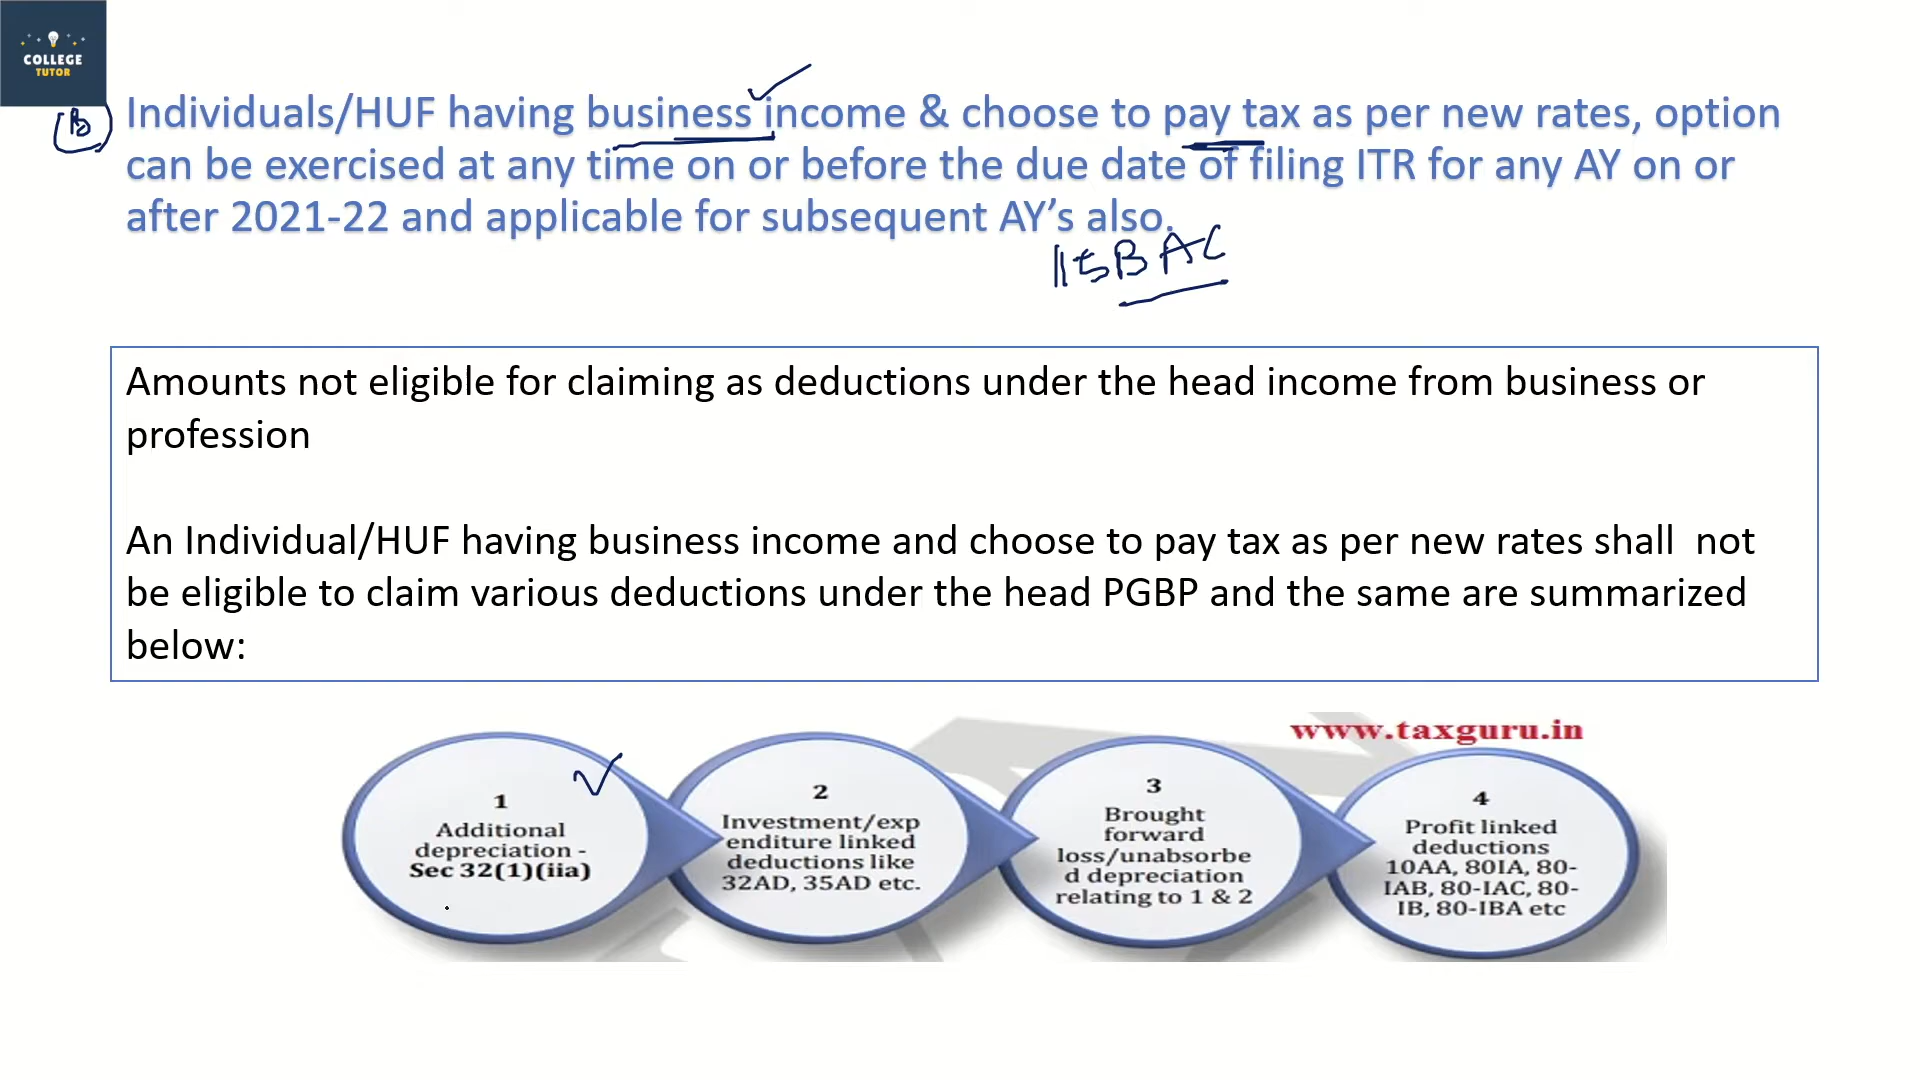 COLLEGE
TUTOR
B
Individuals/HUF having business income & choose to pay tax as per new rates, option
can be exercised at any time on or before the due date of filing ITR for any AY on or
after 2021-22 and applicable for subsequent AY’s also.
115BAC
Amounts not eligible for claiming as deductions under the head income from business or
profession
An Individual/HUF having business income and choose to pay tax as per new rates shall not
be eligible to claim various deductions under the head PGBP and the same are summarized
below:
www.taxguru.in
1
Additional
depreciation -
Sec 32(1)(iia)
2
Investment/exp
enditure linked
deductions like
32AD, 35AD etc.
3
Brought
forward
loss/unabsorbe
d depreciation
relating to 1 & 2
4
Profit linked
deductions
10AA, 80IA, 80-
IAB, 80-IAC, 80-
IB, 80-IBA etc